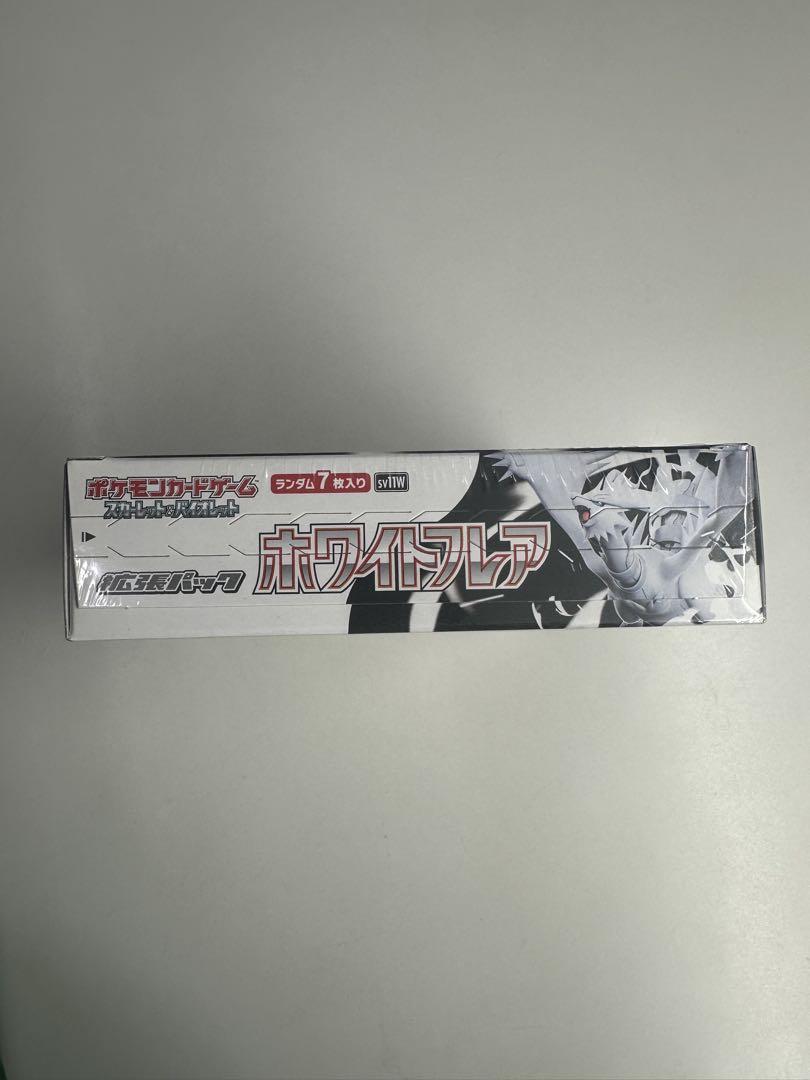 ポケモンカードゲーム
スカーレット&バイオレット
ランダム7枚入り
sv11W
拡張パック
ホワイトフレア